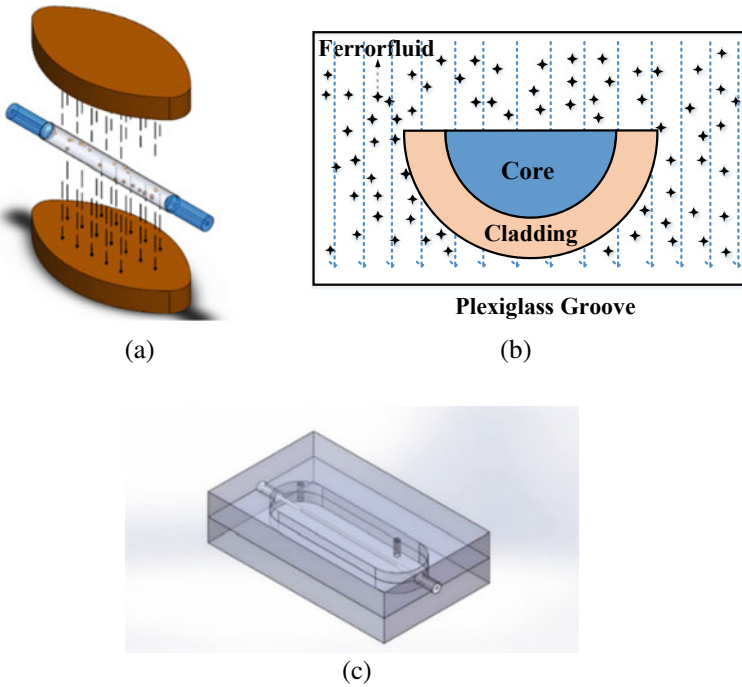 Ferrorfluid
Core
Cladding
Plexiglass Groove
(a)
(b)
(c)